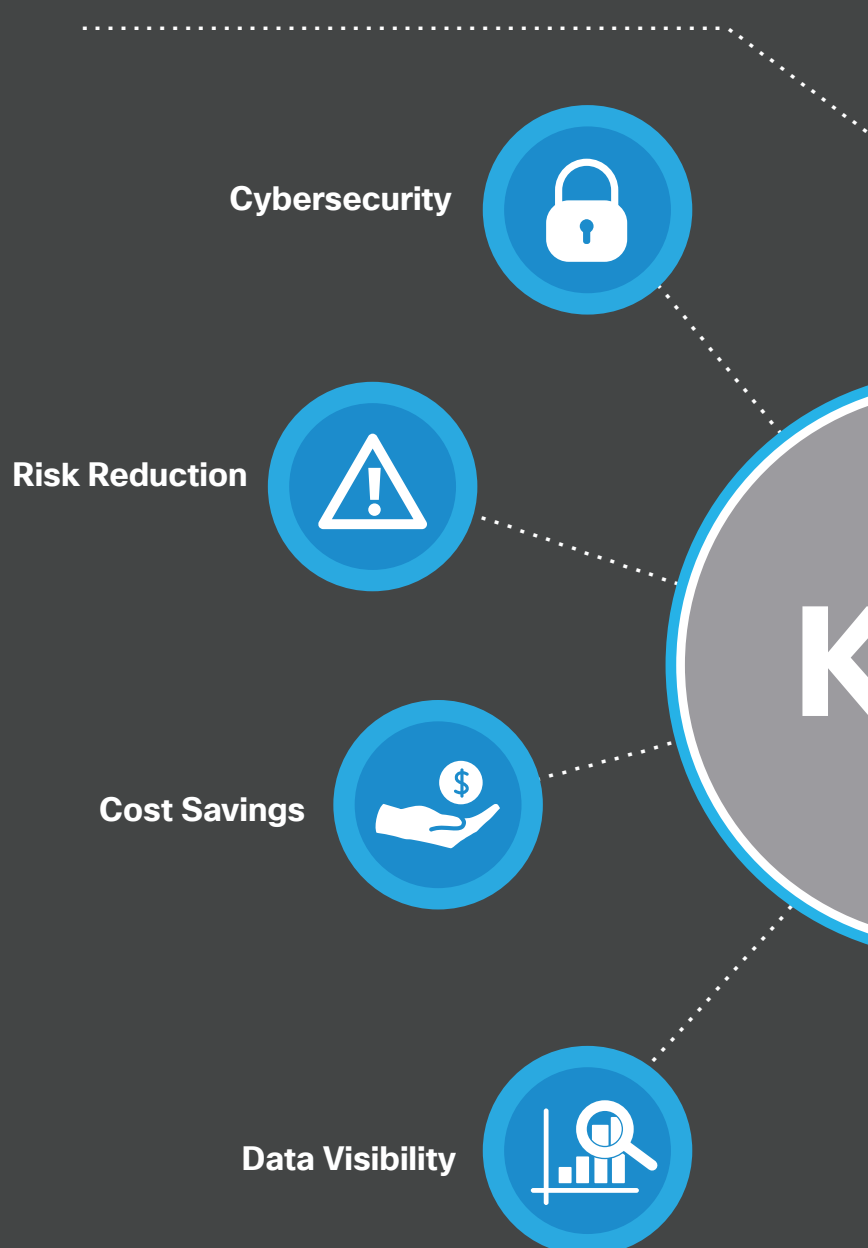 Cybersecurity
Risk Reduction
K
Cost Savings
$
Data Visibility